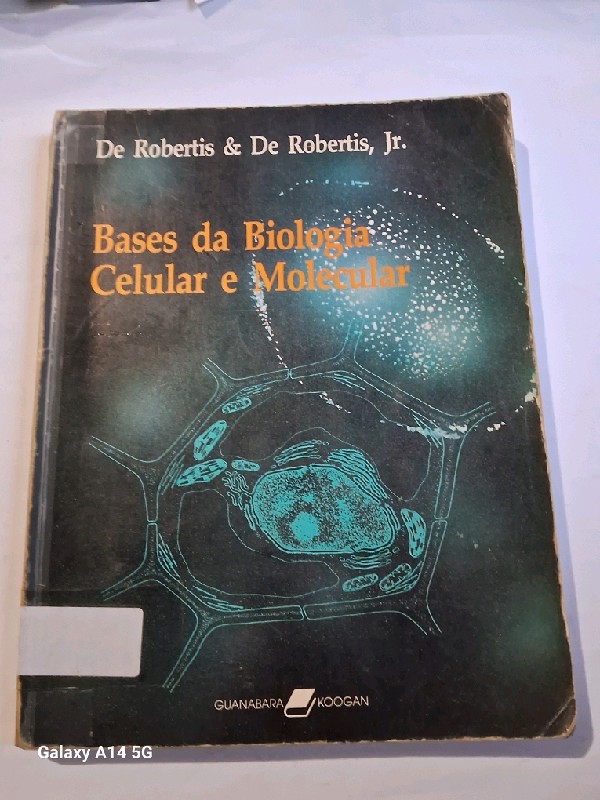 De Robertis & De Robertis, Jr.
Bases da Biologia
Celular e Molecular
GUANABARA KOOGAN
Galaxy A14 5G